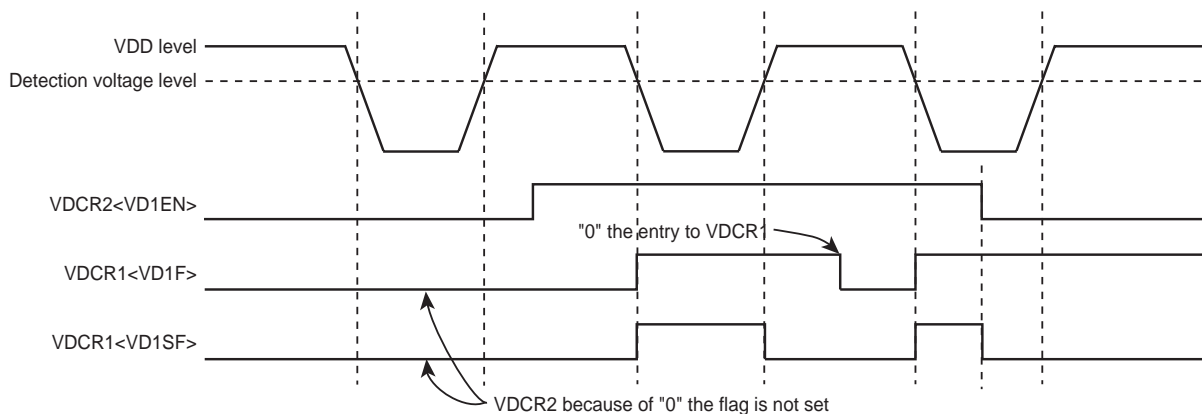 VDD level
Detection voltage level
VDCR2<VD1EN>
"0" the entry to VDCR1
VDCR1<VD1F>
VDCR1<VD1SF>
VDCR2 because of "0" the flag is not set